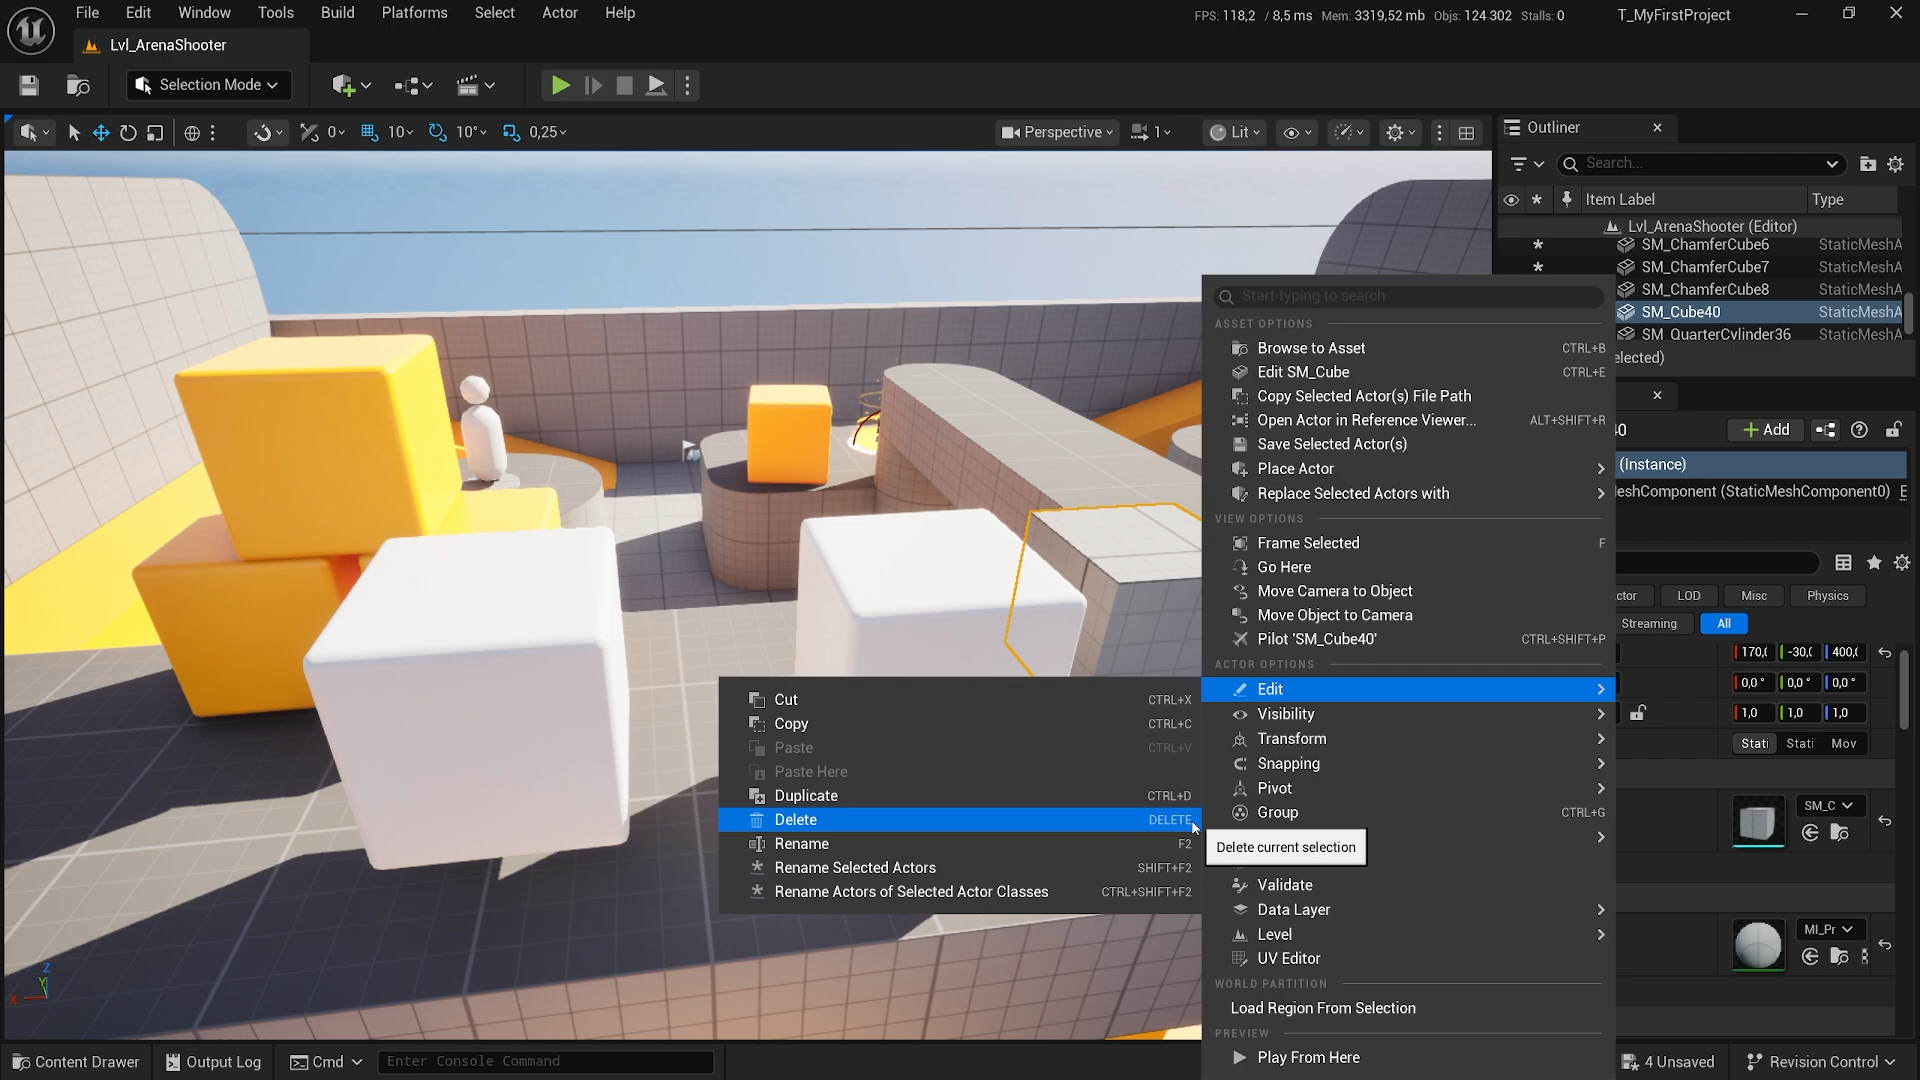 File Edit Window Tools Build Platforms Select Actor Help
FPS: 118,2 / 8,5 ms Mem: 3319,52 mb Objs: 124 302 Stalls: 0
T_MyFirstProject
Lvl_ArenaShooter
Selection Mode
0 10 10° 0,25
Perspective 1 Lit
Outliner
Search...
Item Label Type
Lvl_ArenaShooter (Editor)
SM_ChamferCube6 StaticMeshA
SM_ChamferCube7 StaticMeshA
SM_ChamferCube8 StaticMeshA
SM_Cube40 StaticMeshA
SM_QuarterCylinder36 StaticMeshA
elected)
Start typing to search
ASSET OPTIONS
Browse to Asset CTRL+B
Edit SM_Cube CTRL+E
Copy Selected Actor(s) File Path
Open Actor in Reference Viewer... ALT+SHIFT+R
Save Selected Actor(s)
Place Actor
Replace Selected Actors with
VIEW OPTIONS
Frame Selected F
Go Here
Move Camera to Object
Move Object to Camera
Pilot 'SM_Cube40' CTRL+SHIFT+P
ACTOR OPTIONS
Edit
Visibility
Transform
Snapping
Pivot
Group CTRL+G
Validate
Data Layer
Level
UV Editor
WORLD PARTITION
Load Region From Selection
PREVIEW
Play From Here
Cut CTRL+X
Copy CTRL+C
Paste CTRL+V
Paste Here
Duplicate CTRL+D
Delete DELETE
Rename F2
Rename Selected Actors SHIFT+F2
Rename Actors of Selected Actor Classes CTRL+SHIFT+F2
Delete current selection
Add
(Instance)
eshComponent (StaticMeshComponent0)
ctor LOD Misc Physics
Streaming All
170,( -30,( 400,(
0,0° 0,0° 0,0°
1,0 1,0 1,0
Stati Stati Mov
SM_C
MI_Pr
Content Drawer Output Log Cmd Enter Console Command
4 Unsaved Revision Control
X Y Z